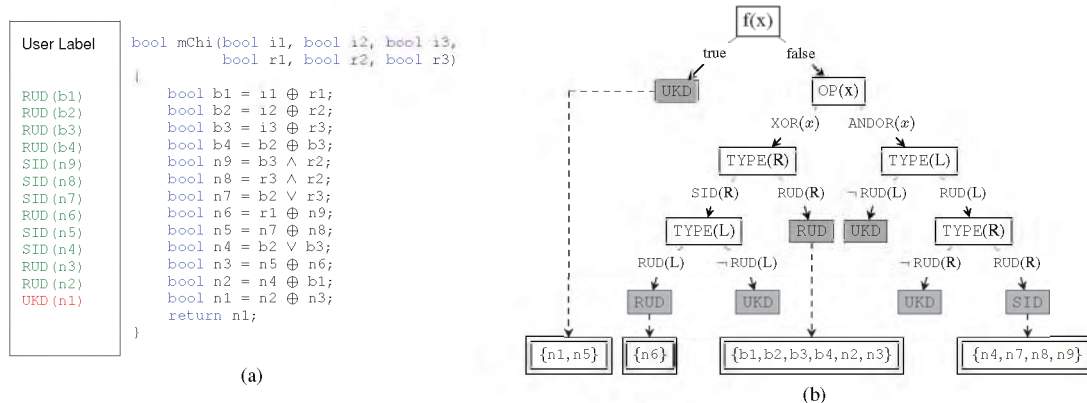 User Label
bool mChi(bool i1, bool i2, bool i3,
bool r1, bool r2, bool r3)
{
RUD(b1) bool b1 = i1 ⊕ r1;
RUD(b2) bool b2 = i2 ⊕ r2;
RUD(b3) bool b3 = i3 ⊕ r3;
RUD(b4) bool b4 = b2 ⊕ b3;
SID(n9) bool n9 = b3 ∧ r2;
SID(n8) bool n8 = r3 ∧ r2;
SID(n7) bool n7 = b2 ∨ r3;
RUD(n6) bool n6 = r1 ⊕ n9;
SID(n5) bool n5 = n7 ⊕ n8;
SID(n4) bool n4 = b2 ∨ b3;
RUD(n3) bool n3 = n5 ⊕ n6;
RUD(n2) bool n2 = n4 ⊕ b1;
UKD(n1) bool n1 = n2 ⊕ n3;
return n1;
}
(a)
f(x)
true false
UKD OP(x)
XOR(x) ANDOR(x)
TYPE(R) TYPE(L)
SID(R) RUD(R) ¬RUD(L) RUD(L)
TYPE(L) RUD UKD TYPE(R)
RUD(L) ¬RUD(L) ¬RUD(R) RUD(R)
RUD UKD UKD SID
{n1,n5} {n6} {b1,b2,b3,b4,n2,n3} {n4,n7,n8,n9}
(b)